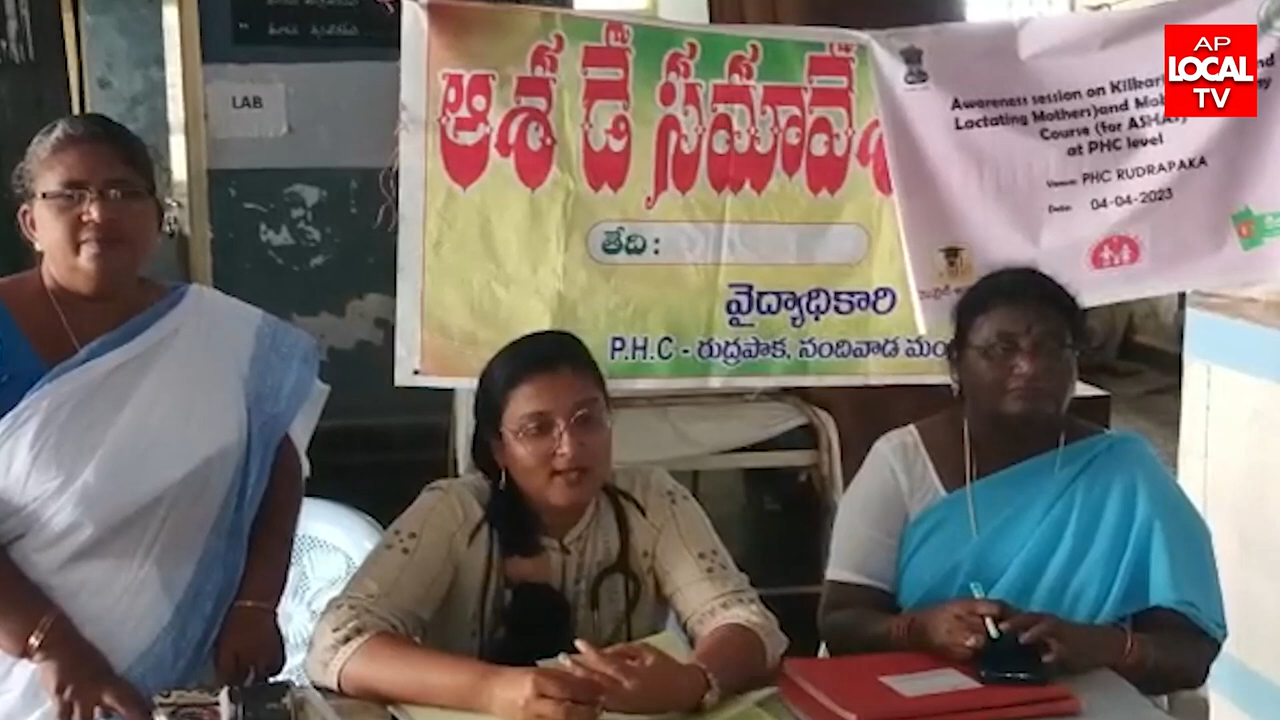 LAB
ఆశ డే సమావే
తేది :
వైద్యాధికారి
P.H.C - రుద్రపాక, నందివాడ మం
Awareness session on Kilkari
Lactating Mothers)and Mob
Course (for ASHAs)
at PHC level
Venue: PHC RUDRAPAKA
Date: 04-04-2023
AP
LOCAL
TV